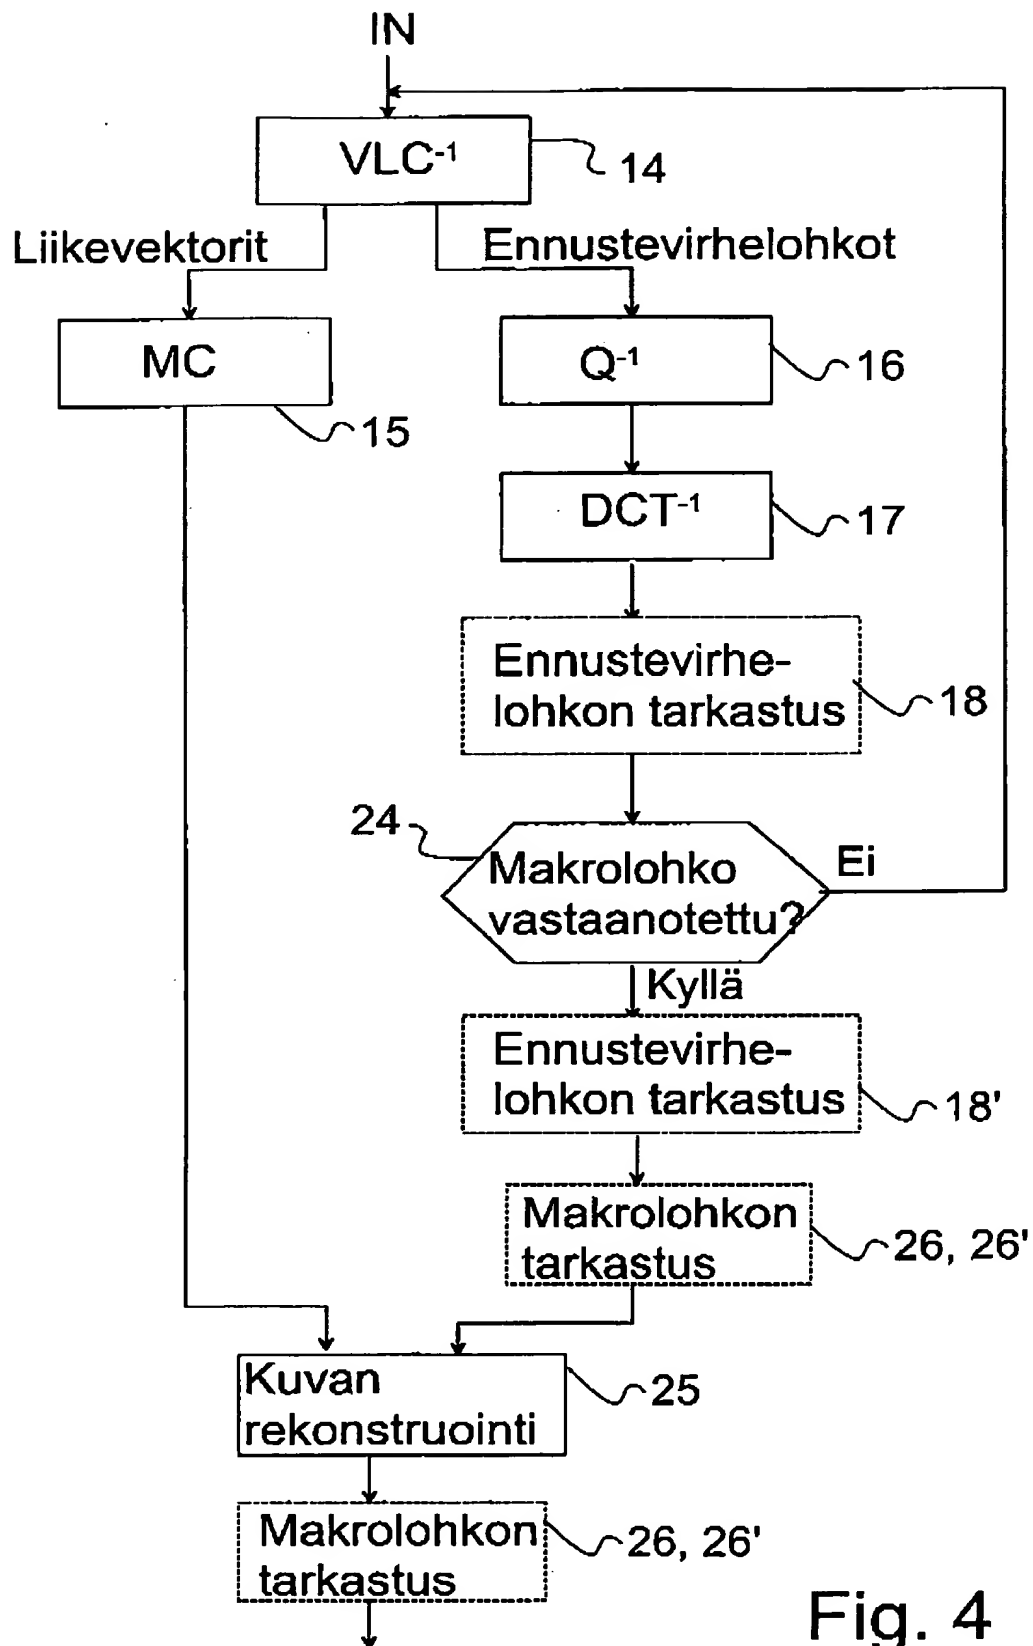 IN
VLC-1
14
Liikevektorit
Ennustevirhelohkot
MC
15
Q-1
16
DCT-1
17
Ennustevirhe-
lohkon tarkastus
18
24
Makrolohko
vastaanotettu?
Ei
Kyllä
Ennustevirhe-
lohkon tarkastus
18'
Makrolohkon
tarkastus
26, 26'
Kuvan
rekonstruointi
25
Makrolohkon
tarkastus
26, 26'
Fig. 4